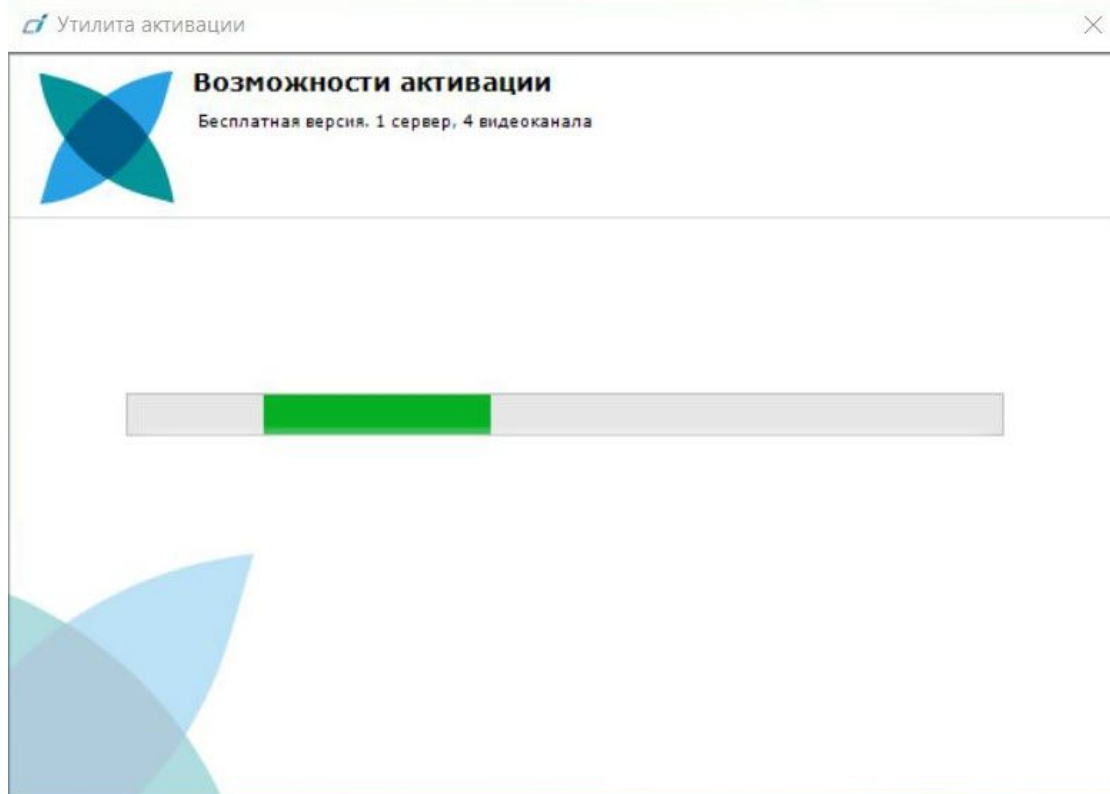 Утилита активации
Возможности активации
Бесплатная версия. 1 сервер, 4 видеоканала